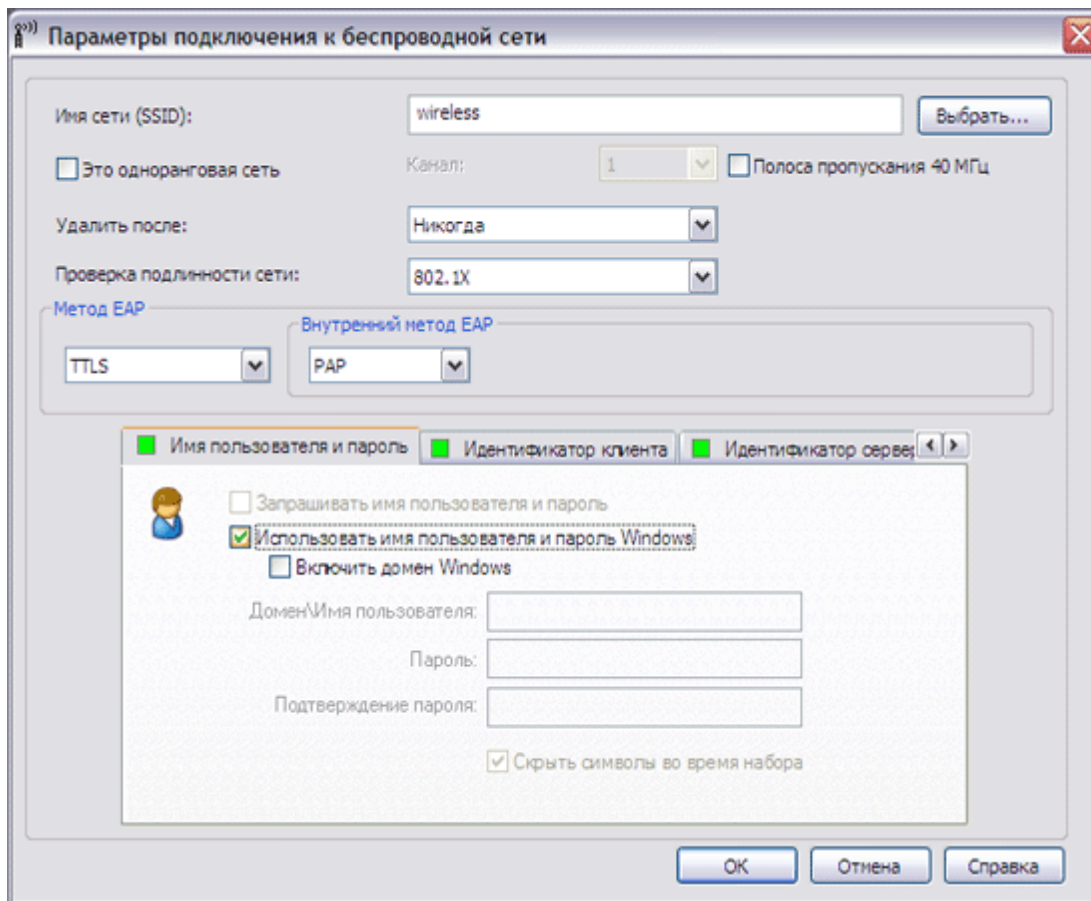 Параметры подключения к беспроводной сети
Имя сети (SSID): wireless Выбрать...
Это одноранговая сеть Канал: 1 Полоса пропускания 40 МГц
Удалить после: Никогда
Проверка подлинности сети: 802.1X
Метод EAP
Внутренний метод EAP
TTLS PAP
Имя пользователя и пароль Идентификатор клиента Идентификатор сервер
Запрашивать имя пользователя и пароль
Использовать имя пользователя и пароль Windows
Включить домен Windows
Домен\Имя пользователя:
Пароль:
Подтверждение пароля:
Скрыть символы во время набора
OK Отмена Справка